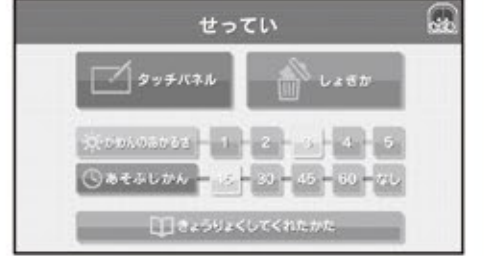 せってい
タッチパネル
しょきか
がめんのあかるさ 1 2 3 4 5
あそぶじかん 15 30 45 60 なし
きょうりょくしてくれたかた